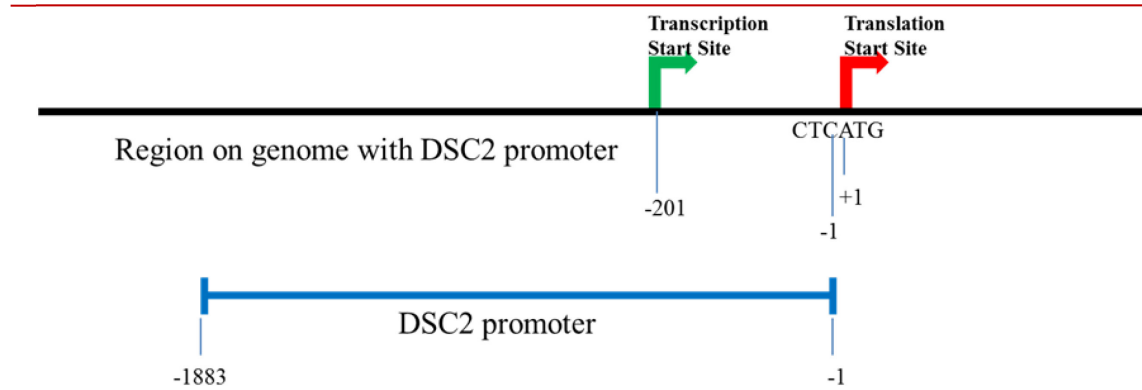 Transcription
Start Site
Translation
Start Site
CTCATG
Region on genome with DSC2 promoter
-201
+1
-1
DSC2 promoter
-1883
-1